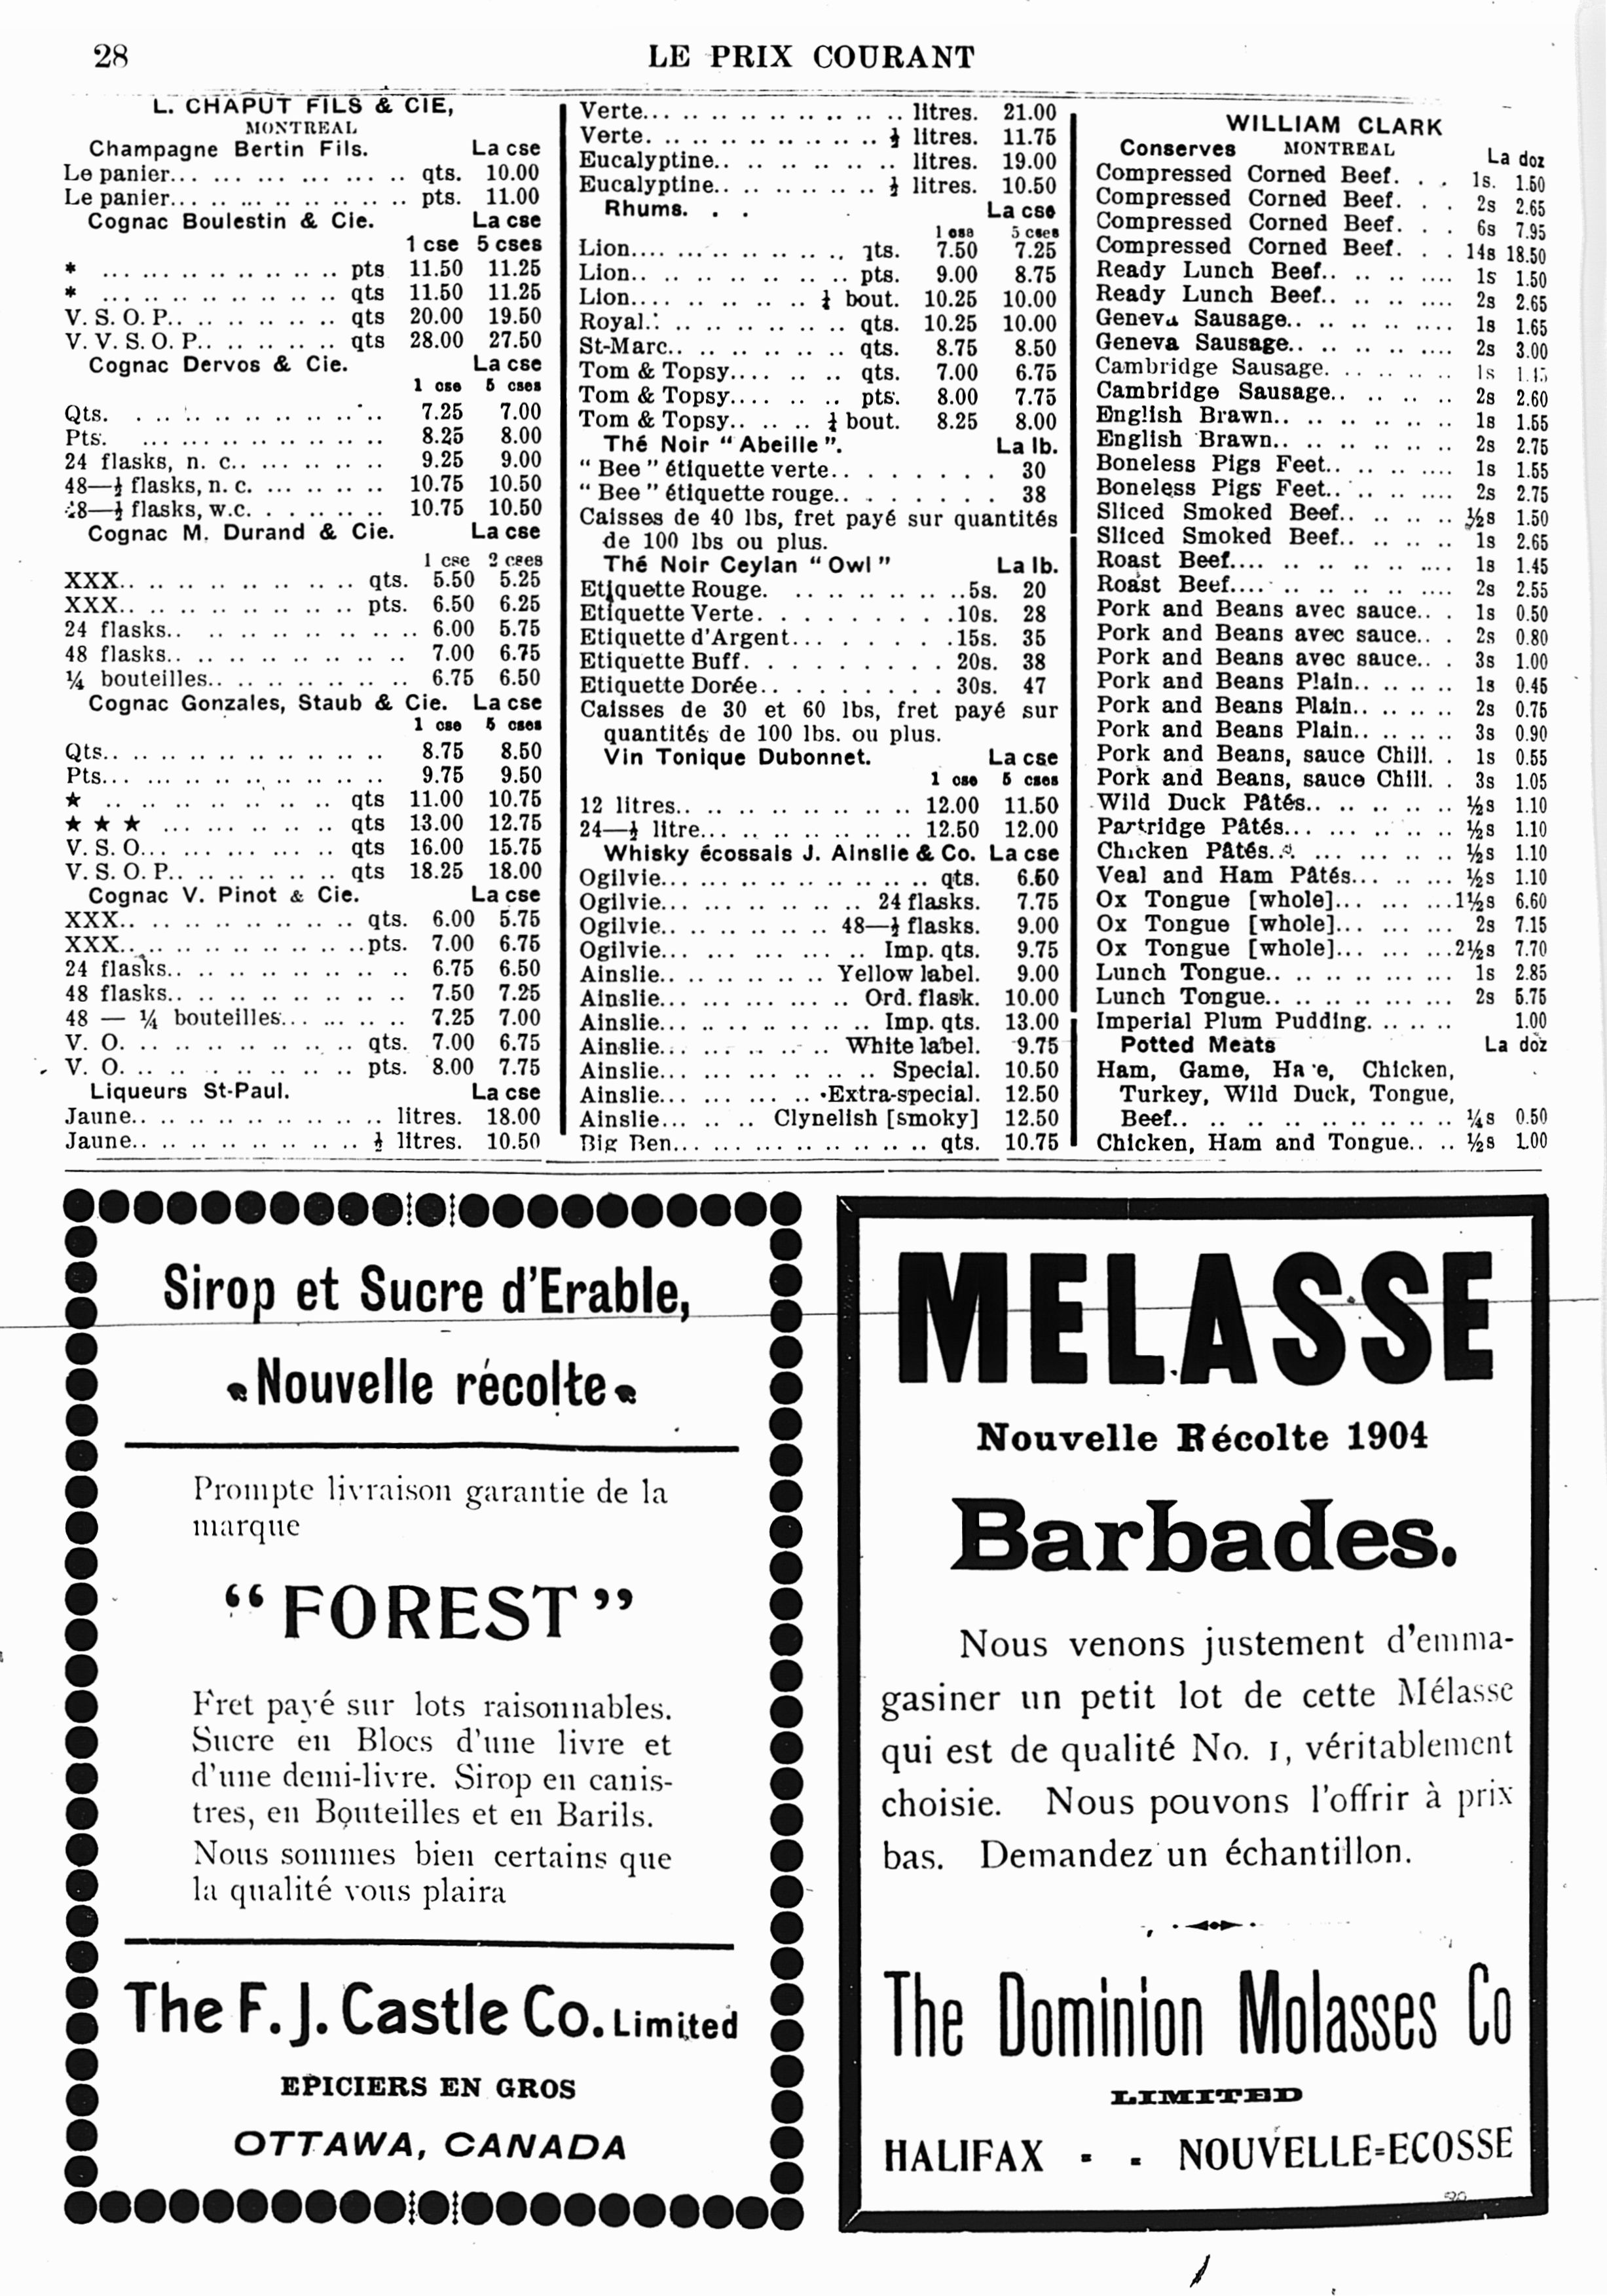 28
LE PRIX COURANT
L. CHAPUT FILS & CIE,
MONTREAL
Champagne Bertin Fils. La cse
Le panier... ... ... ... ... ... .. qts. 10.00
Le panier... ... ... ... ... ... .. pts. 11.00
Cognac Boulestin & Cie. La cse
1 cse 5 cses
* ... ... ... ... ... .. pts 11.50 11.25
* ... ... ... ... ... .. qts 11.50 11.25
V. S. O. P.. .. .. .. .. .. .. qts 20.00 19.50
V. V. S. O. P.. .. .. .. .. .. qts 28.00 27.50
Cognac Dervos & Cie. La cse
1 cse 5 cses
Qts. .. .. .. .. .. .. .. .. 7.25 7.00
Pts. ... ... ... .. .. .. .. .. 8.25 8.00
24 flasks, n. c.. .. .. .. .. .. 9.25 9.00
48—½ flasks, n. c. ... .. .. .. 10.75 10.50
48—½ flasks, w.c. .. .. .. .. 10.75 10.50
Cognac M. Durand & Cie. La cse
1 cse 2 cses
XXX.. .. .. .. .. .. .. .. qts. 5.50 5.25
XXX.. .. .. .. .. .. .. .. pts. 6.50 6.25
24 flasks.. .. .. .. .. .. .. .. .. 6.00 5.75
48 flasks.. .. .. .. .. .. .. .. 7.00 6.75
¼ bouteilles.. .. .. .. .. .. .. 6.75 6.50
Cognac Gonzales, Staub & Cie. La cse
1 cse 5 cses
Qts.. .. .. .. .. .. .. .. .. 8.75 8.50
Pts... ... .. .. .. .. .. .. .. 9.75 9.50
★ .. .. .. .. .. .. .. .. qts 11.00 10.75
★ ★ ★ ... ... .. .. .. .. qts 13.00 12.75
V. S. O... ... ... .. .. .. .. qts 16.00 15.75
V. S. O. P.. .. .. .. .. .. .. qts 18.25 18.00
Cognac V. Pinot & Cie. La cse
XXX.. .. .. .. .. .. .. .. qts. 6.00 5.75
XXX.. .. .. .. .. .. .. .. pts. 7.00 6.75
24 flasks.. .. .. .. .. .. .. .. 6.75 6.50
48 flasks.. .. .. .. .. .. .. .. 7.50 7.25
48 — ¼ bouteilles... ... .. .. 7.25 7.00
V. O. .. .. .. .. .. .. .. qts. 7.00 6.75
V. O. .. .. .. .. .. .. .. pts. 8.00 7.75
Liqueurs St-Paul. La cse
Jaune.. .. .. .. .. .. .. .. litres. 18.00
Jaune.. .. .. .. .. .. .. ½ litres. 10.50
Verte... .. .. .. .. .. .. .. litres. 21.00
Verte. .. .. .. .. .. .. .. ½ litres. 11.75
Eucalyptine.. .. .. .. .. .. litres. 19.00
Eucalyptine.. .. .. .. .. ½ litres. 10.50
Rhums. . . La cse
1 cse 5 cses
Lion.... ... .. .. .. .. .. qts. 7.50 7.25
Lion.. .. .. .. .. .. .. .. pts. 9.00 8.75
Lion.... .. .. .. .. .. ½ bout. 10.25 10.00
Royal.: .. .. .. .. .. .. .. qts. 10.25 10.00
St-Marc.. .. .. .. .. .. .. qts. 8.75 8.50
Tom & Topsy.... .. .. .. qts. 7.00 6.75
Tom & Topsy.... .. .. .. pts. 8.00 7.75
Tom & Topsy.. .. .. .. ½ bout. 8.25 8.00
Thé Noir "Abeille". La lb.
"Bee" étiquette verte.. . . . . . . . 30
"Bee" étiquette rouge.. . . . . . . . 38
Caisses de 40 lbs, fret payé sur quantités
de 100 lbs ou plus.
Thé Noir Ceylan "Owl" La lb.
Etiquette Rouge. .. .. .. .. ..5s. 20
Etiquette Verte. . . . . . . . . .10s. 28
Etiquette d'Argent... . . . . . .15s. 35
Etiquette Buff. . . . . . . . . . 20s. 38
Etiquette Dorée.. . . . . . . . 30s. 47
Caisses de 30 et 60 lbs, fret payé sur
quantités de 100 lbs. ou plus.
Vin Tonique Dubonnet. La cse
1 cse 5 cses
12 litres.. .. .. .. .. .. .. .. 12.00 11.50
24—½ litre... .. .. .. .. .. .. 12.50 12.00
Whisky écossais J. Ainslie & Co. La cse
Ogilvie... ... ... .. .. .. .. .. qts. 6.50
Ogilvie... ... ... .. .. .. 24 flasks. 7.75
Ogilvie.. .. .. .. .. .. 48—½ flasks. 9.00
Ogilvie... ... ... .. .. .. Imp. qts. 9.75
Ainslie.. .. .. .. .. .. Yellow label. 9.00
Ainslie... ... ... ... .. Ord. flask. 10.00
Ainslie... .. .. .. .. .. Imp. qts. 13.00
Ainslie... ... .. .. .. White label. 9.75
Ainslie... ... ... ... .. .. Special. 10.50
Ainslie... ... ... .. .. Extra-special. 12.50
Ainslie... ... .. .. Clynelish [smoky] 12.50
Big Ben... ... ... ... .. .. .. qts. 10.75
WILLIAM CLARK
Conserves MONTREAL La doz
Compressed Corned Beef. . . 1s. 1.50
Compressed Corned Beef. . . 2s 2.65
Compressed Corned Beef. . . 6s 7.95
Compressed Corned Beef. . . 14s 18.50
Ready Lunch Beef.. .. .. .... 1s 1.50
Ready Lunch Beef.. .. .. .... 2s 2.65
Geneva Sausage.. .. .. .. .... 1s 1.65
Geneva Sausage.. .. .. .. .... 2s 3.00
Cambridge Sausage. .. .. .. .. 1s
Cambridge Sausage.. .. .. .. 2s 2.60
English Brawn.. .. .. .. .. .. 1s 1.55
English Brawn.. .. .. .. .. .. 2s 2.75
Boneless Pigs Feet.. .. .. .... 1s 1.55
Boneless Pigs Feet.. .. .. .... 2s 2.75
Sliced Smoked Beef.. .. .. .. ½s 1.50
Sliced Smoked Beef.. .. .. .. 1s 2.65
Roast Beef.... .. .. .. .. .... 1s 1.45
Roast Beef.... .. .. .. .. .... 2s 2.55
Pork and Beans avec sauce.. . 1s 0.50
Pork and Beans avec sauce.. . 2s 0.80
Pork and Beans avec sauce.. . 3s 1.00
Pork and Beans Plain.. .. .. .. 1s 0.45
Pork and Beans Plain.. .. .. .. 2s 0.75
Pork and Beans Plain.. .. .. .. 3s 0.90
Pork and Beans, sauce Chili. . 1s 0.55
Pork and Beans, sauce Chili. . 3s 1.05
Wild Duck Pâtés.. .. .. .. .. .. ½s 1.10
Partridge Pâtés... ... .. .. .. ½s 1.10
Chicken Pâtés... ... ... .. .. ½s 1.10
Veal and Ham Pâtés... .. .. ... ½s 1.10
Ox Tongue [whole]... ... ...1½s 6.60
Ox Tongue [whole]... ... ... 2s 7.15
Ox Tongue [whole]... ... ...2½s 7.70
Lunch Tongue.. .. .. .. .. ... 1s 2.85
Lunch Tongue.. .. .. .. .. ... 2s 5.75
Imperial Plum Pudding. .. .. .. 1.00
Potted Meats La doz
Ham, Game, Ha e, Chicken,
Turkey, Wild Duck, Tongue,
Beef.. .. .. .. .. .. .. .. .. ¼s 0.50
Chicken, Ham and Tongue.. .. ½s 1.00
Sirop et Sucre d'Erable,
Nouvelle récolte
Prompte livraison garantie de la
marque
"FOREST"
Fret payé sur lots raisonnables.
Sucre en Blocs d'une livre et
d'une demi-livre. Sirop en canis-
tres, en Bouteilles et en Barils.
Nous sommes bien certains que
la qualité vous plaira
The F. J. Castle Co. Limited
EPICIERS EN GROS
OTTAWA, CANADA
MELASSE
Nouvelle Récolte 1904
Barbades.
Nous venons justement d'emma-
gasiner un petit lot de cette Mélasse
qui est de qualité No. 1, véritablement
choisie. Nous pouvons l'offrir à prix
bas. Demandez un échantillon.
The Dominion Molasses Co
LIMITED
HALIFAX - - NOUVELLE-ECOSSE